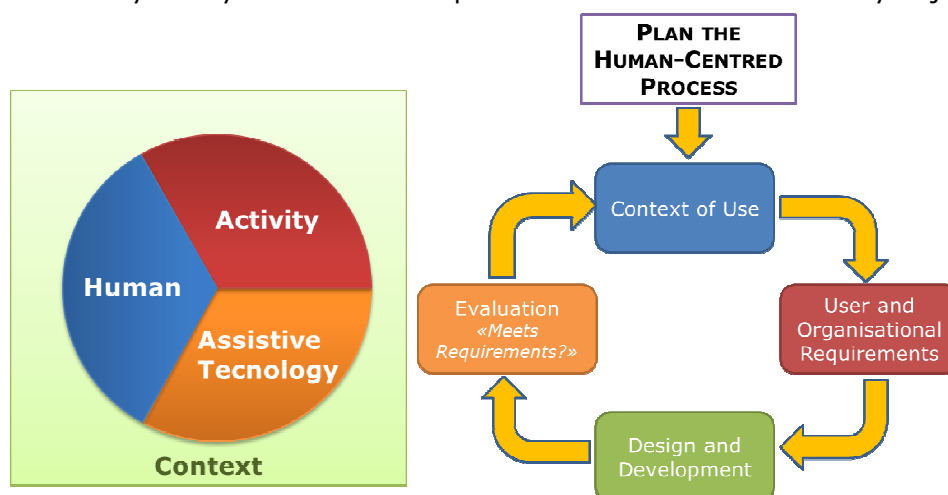 Activity
Human
Assistive
Tecnology
Context
PLAN THE
HUMAN-CENTRED
PROCESS
Context of Use
User and
Organisational
Requirements
Design and
Development
Evaluation
«Meets
Requirements?»